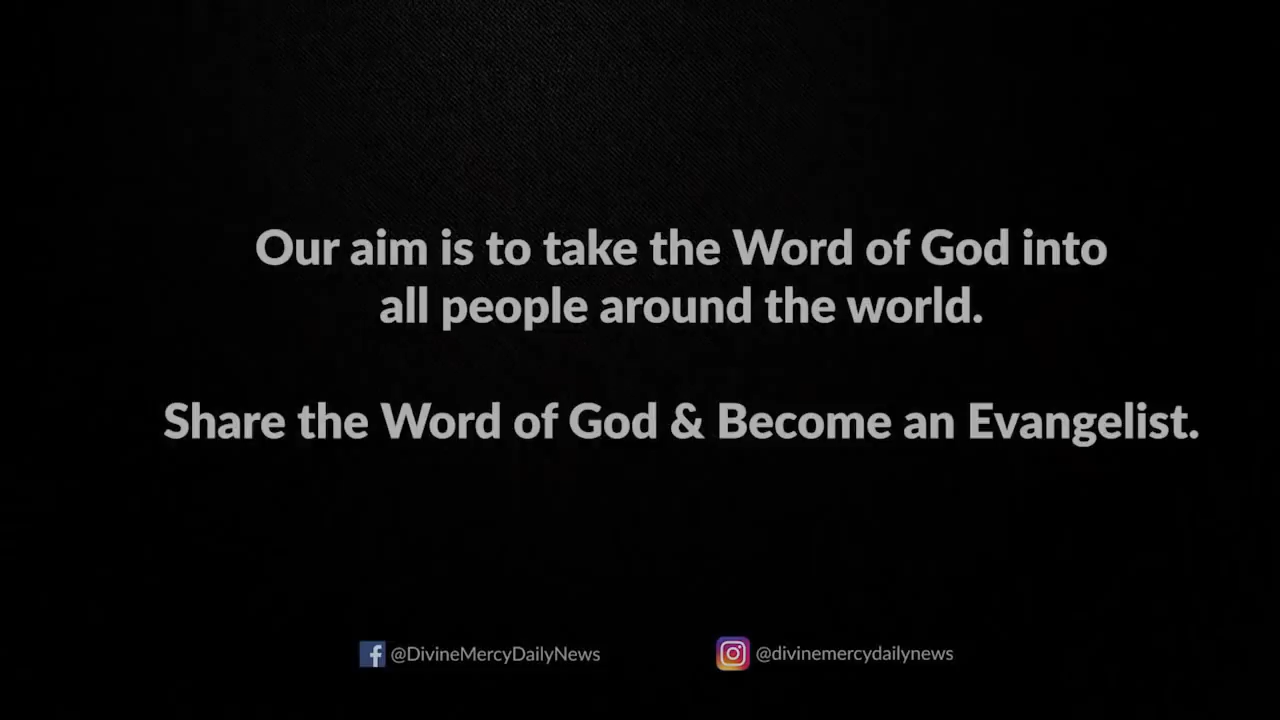 Our aim is to take the Word of God into
all people around the world.
Share the Word of God & Become an Evangelist.
@DivineMercyDailyNews
@divinemercydailynews